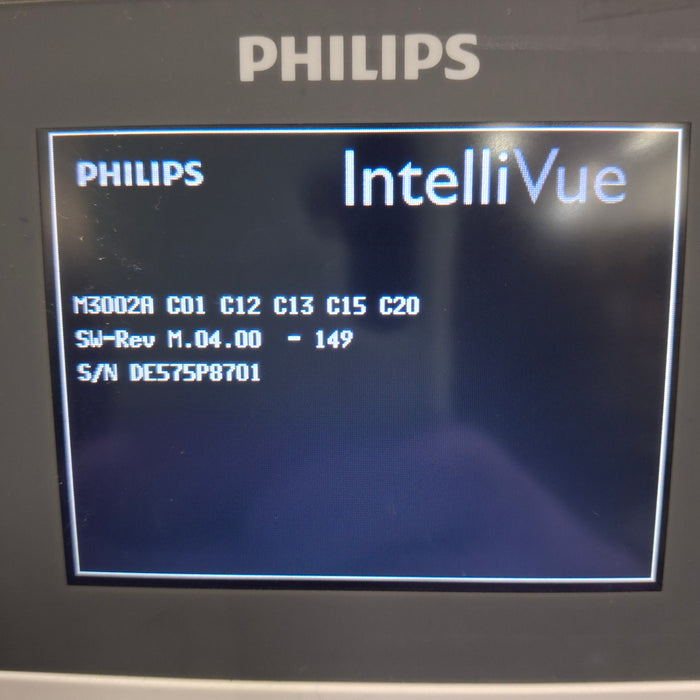 PHILIPS
PHILIPS IntelliVue
M3002A C01 C12 C13 C15 C20
SW-Rev M.04.00 - 149
S/N DE575P8701